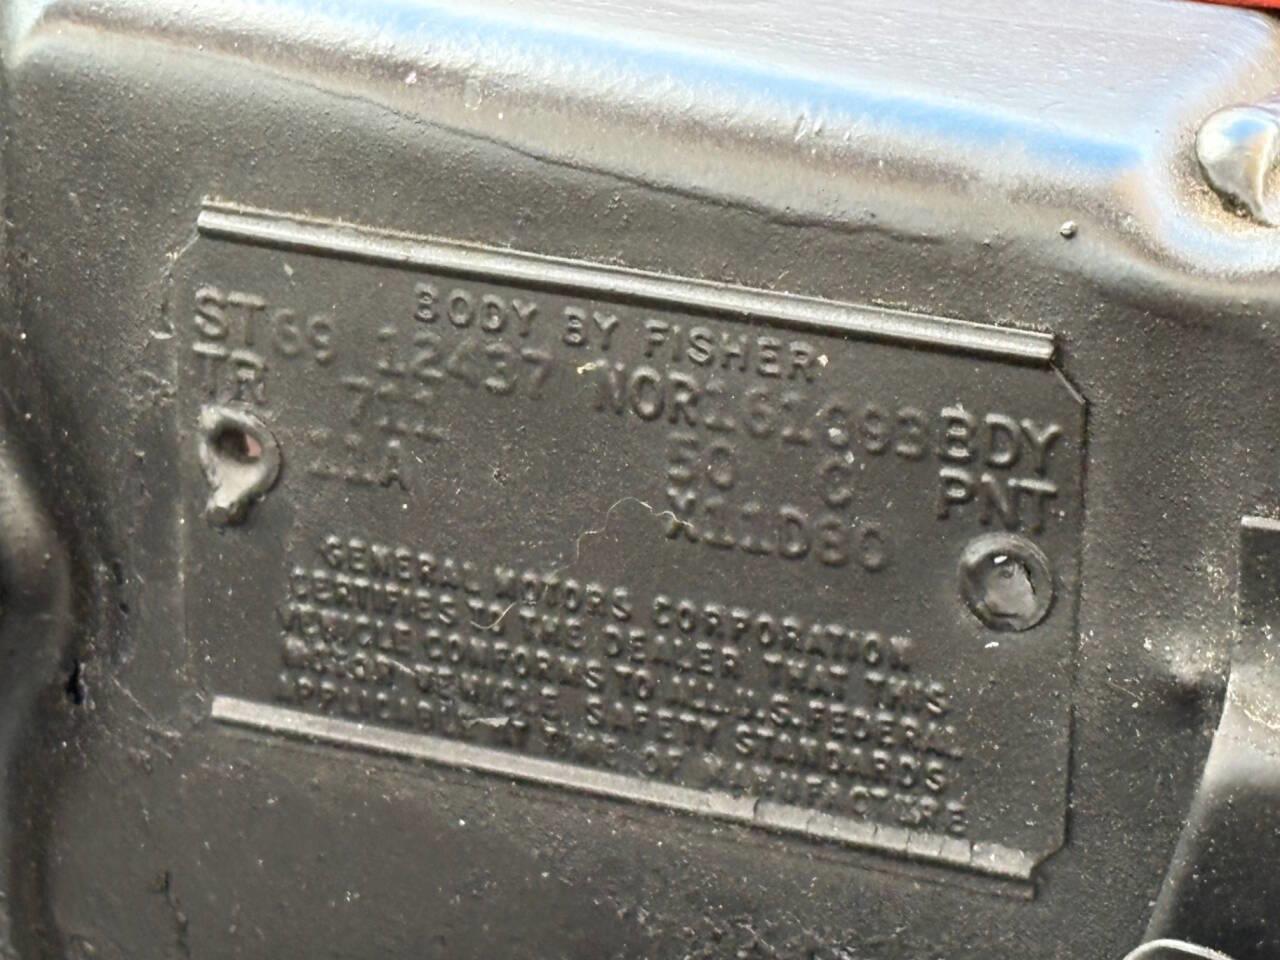 BODY BY FISHER
ST 69 12437 NOR 161693 BDY
TR 711 50 C PNT
11A X11D80
GENERAL MOTORS CORPORATION
CERTIFIES TO THE DEALER THAT THIS
VEHICLE CONFORMS TO ALL U.S. FEDERAL
MOTOR VEHICLE SAFETY STANDARDS
APPLICABLE AT TIME OF MANUFACTURE